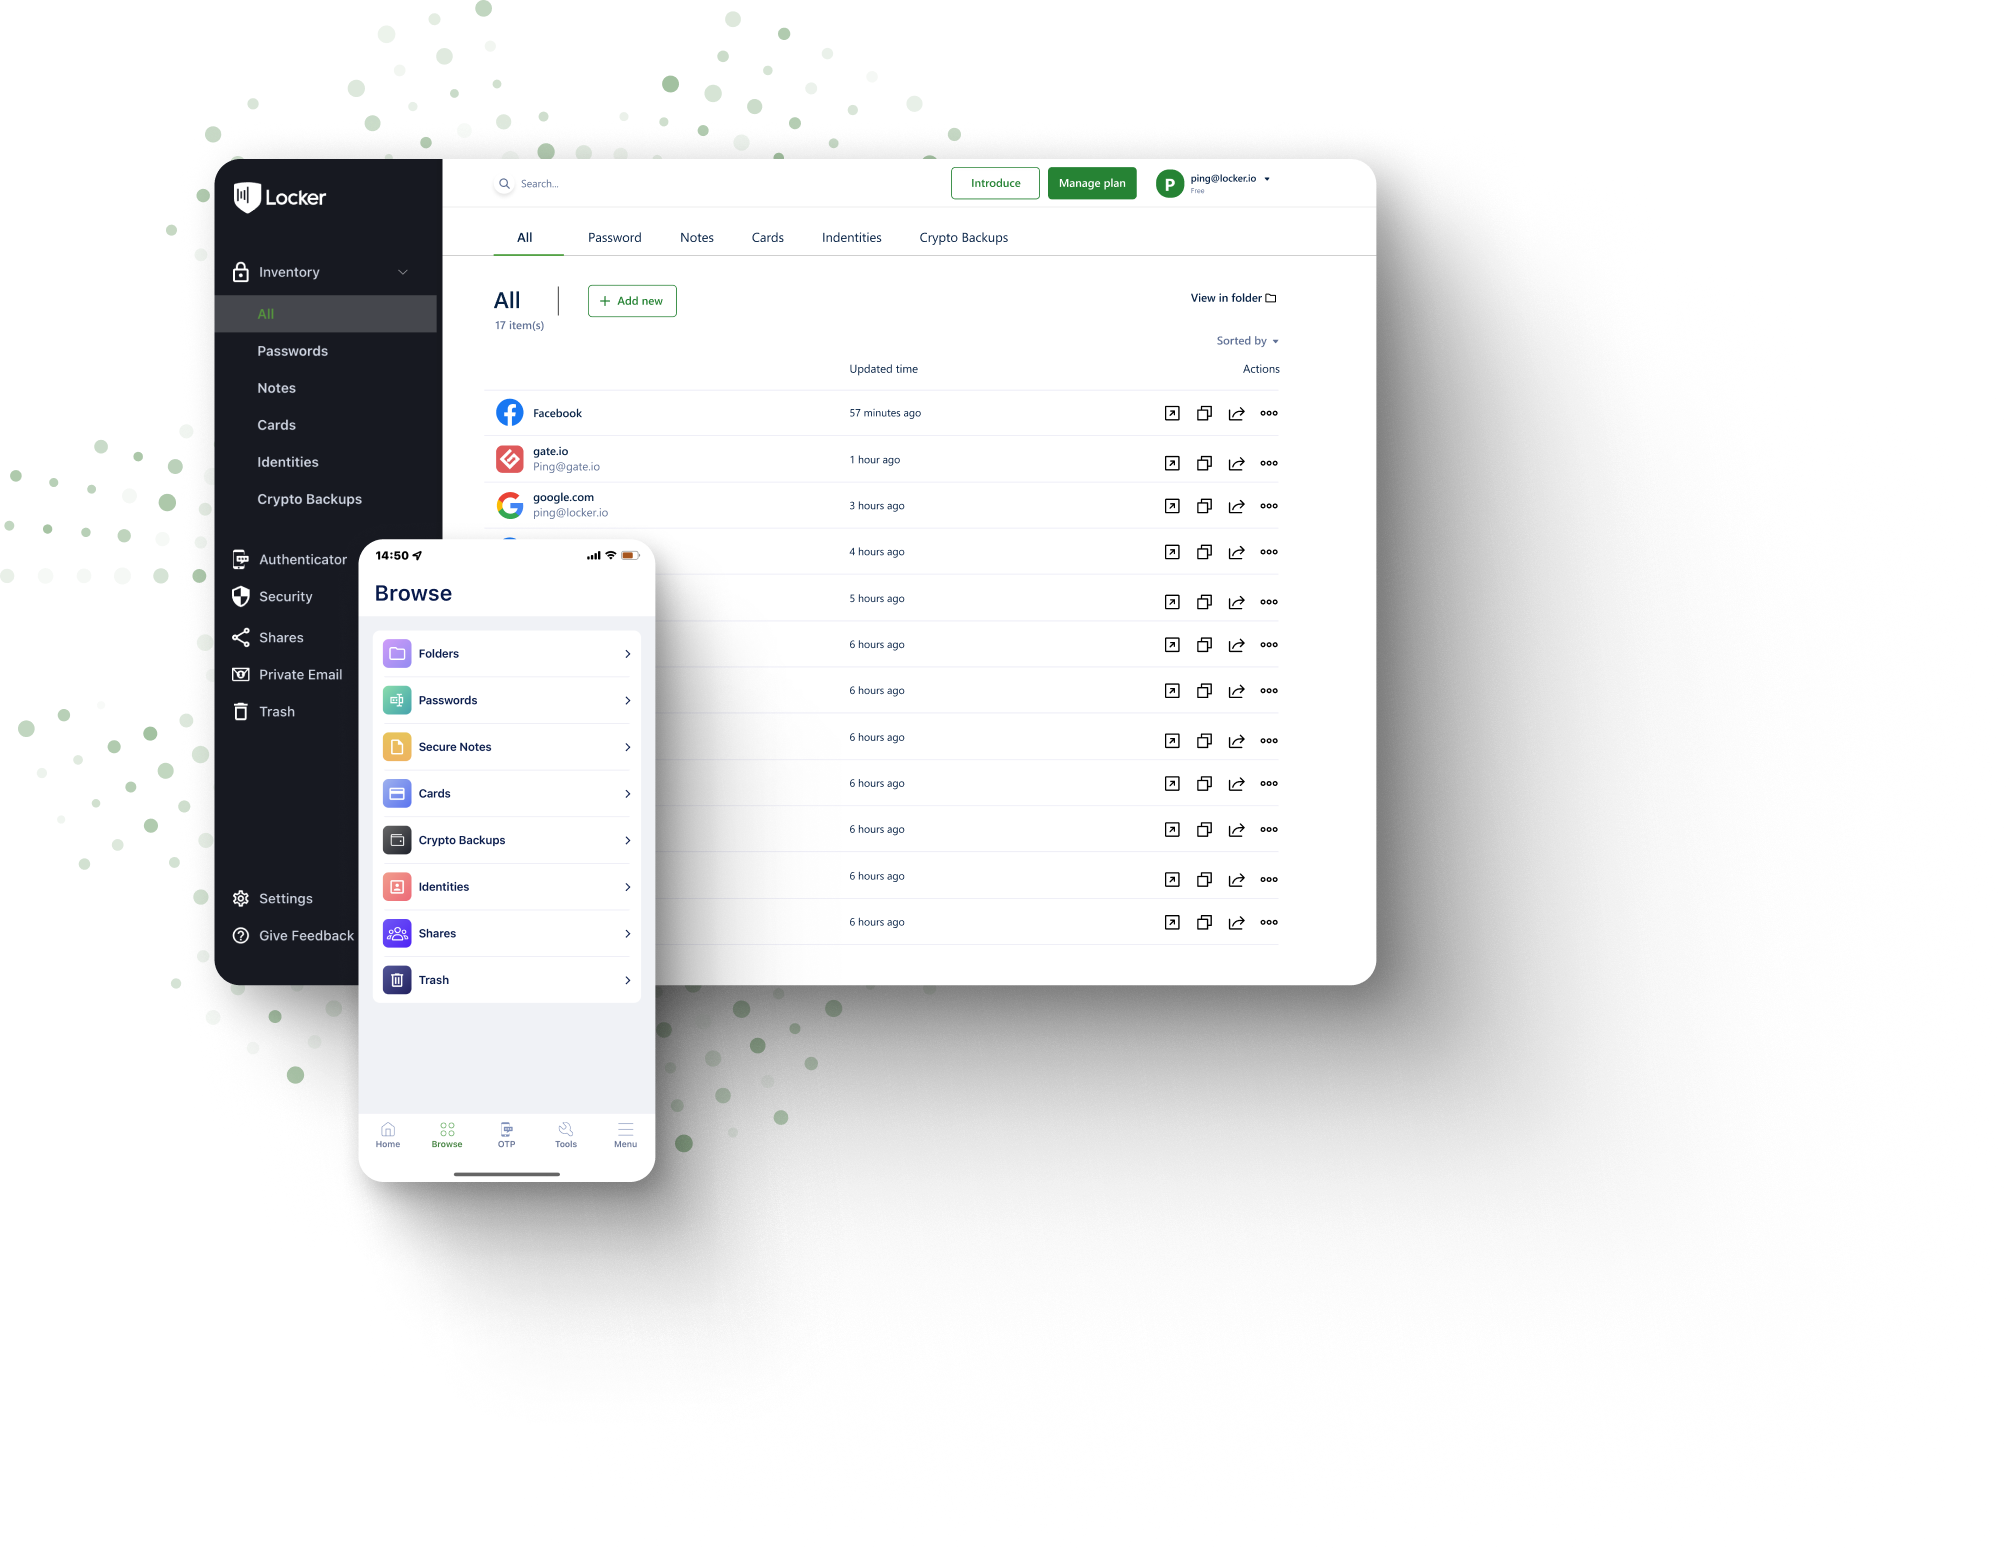 Locker
Search...
Introduce
Manage plan
P
ping@locker.io
Free
All
Password
Notes
Cards
Indentities
Crypto Backups
Inventory
All
Passwords
Notes
Cards
Identities
Crypto Backups
Authenticator
Security
Shares
Private Email
Trash
Settings
Give Feedback
All
+ Add new
View in folder
17 item(s)
Sorted by
Updated time
Actions
Facebook
57 minutes ago
gate.io
Ping@gate.io
1 hour ago
google.com
ping@locker.io
3 hours ago
4 hours ago
5 hours ago
6 hours ago
6 hours ago
6 hours ago
6 hours ago
6 hours ago
6 hours ago
6 hours ago
14:50
Browse
Folders
Passwords
Secure Notes
Cards
Crypto Backups
Identities
Shares
Trash
Home
Browse
OTP
Tools
Menu